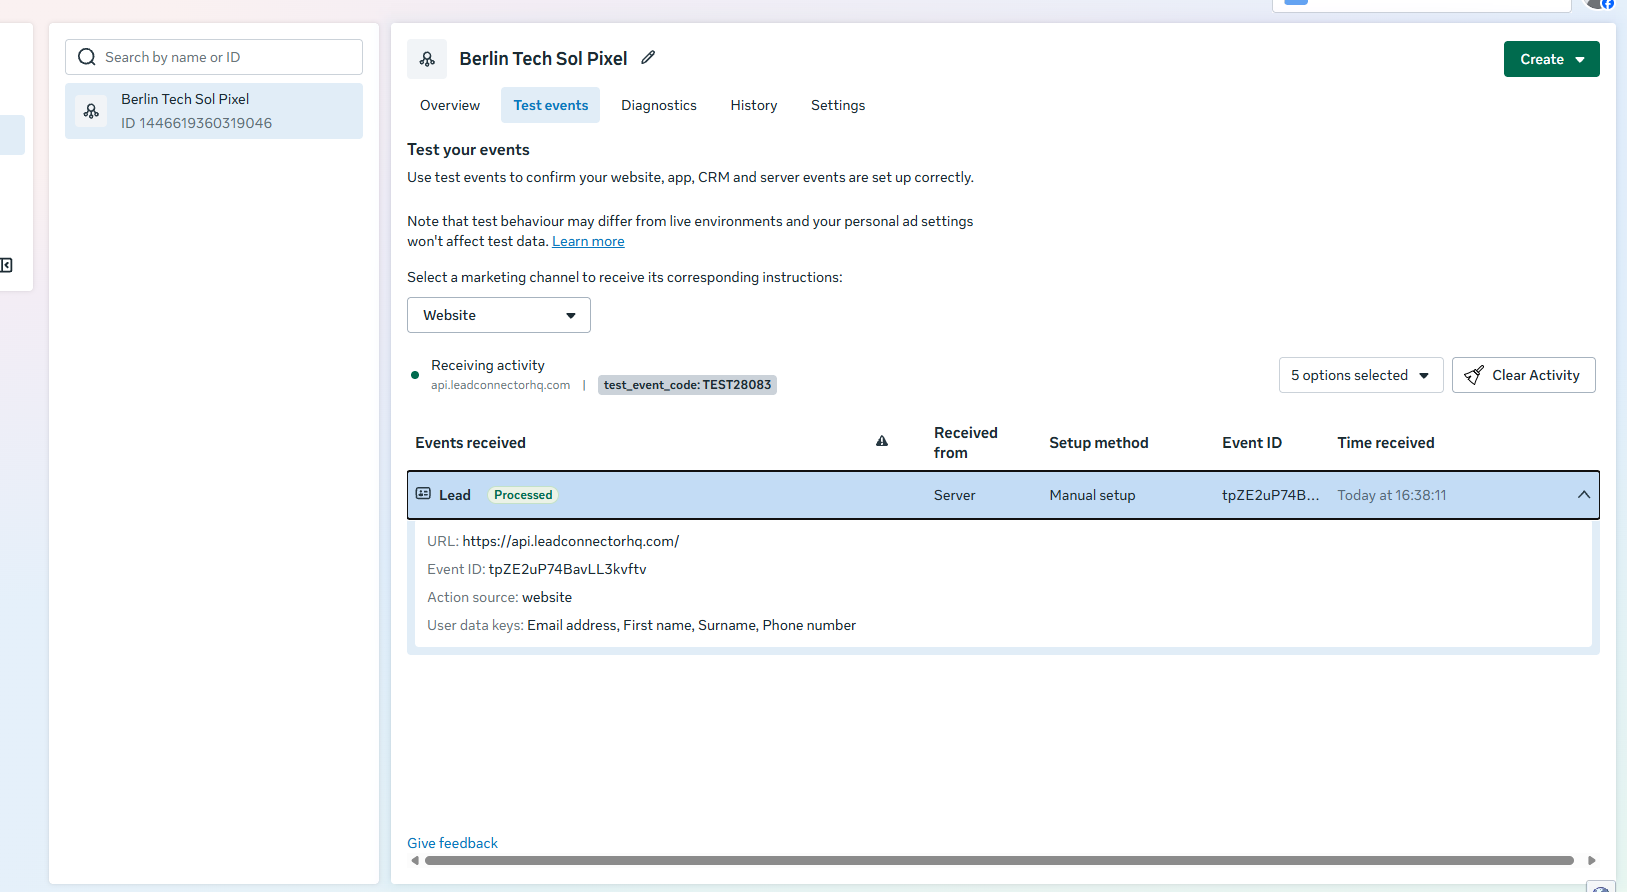 Search by name or ID
Berlin Tech Sol Pixel
ID 1446619360319046
Berlin Tech Sol Pixel
Create
Overview
Test events
Diagnostics
History
Settings
Test your events
Use test events to confirm your website, app, CRM and server events are set up correctly.
Note that test behaviour may differ from live environments and your personal ad settings
won't affect test data. Learn more
Select a marketing channel to receive its corresponding instructions:
Website
Receiving activity
api.leadconnectorhq.com | test_event_code: TEST28083
5 options selected
Clear Activity
Events received
Received
from
Setup method
Event ID
Time received
Lead
Processed
Server
Manual setup
tpZE2uP74B...
Today at 16:38:11
URL: https://api.leadconnectorhq.com/
Event ID: tpZE2uP74BavLL3kvftv
Action source: website
User data keys: Email address, First name, Surname, Phone number
Give feedback